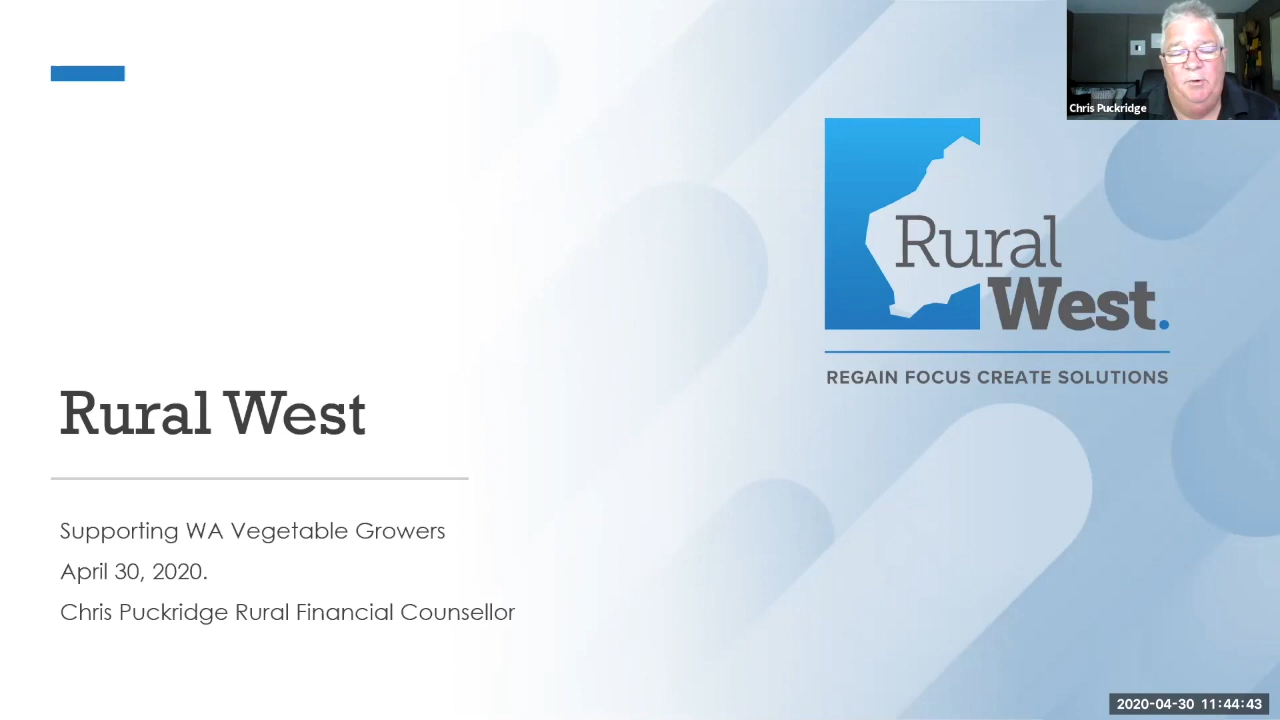 Chris Puckridge
Rural
West.
REGAIN FOCUS CREATE SOLUTIONS
Rural West
Supporting WA Vegetable Growers
April 30, 2020.
Chris Puckridge Rural Financial Counsellor
2020-04-30 11:44:43